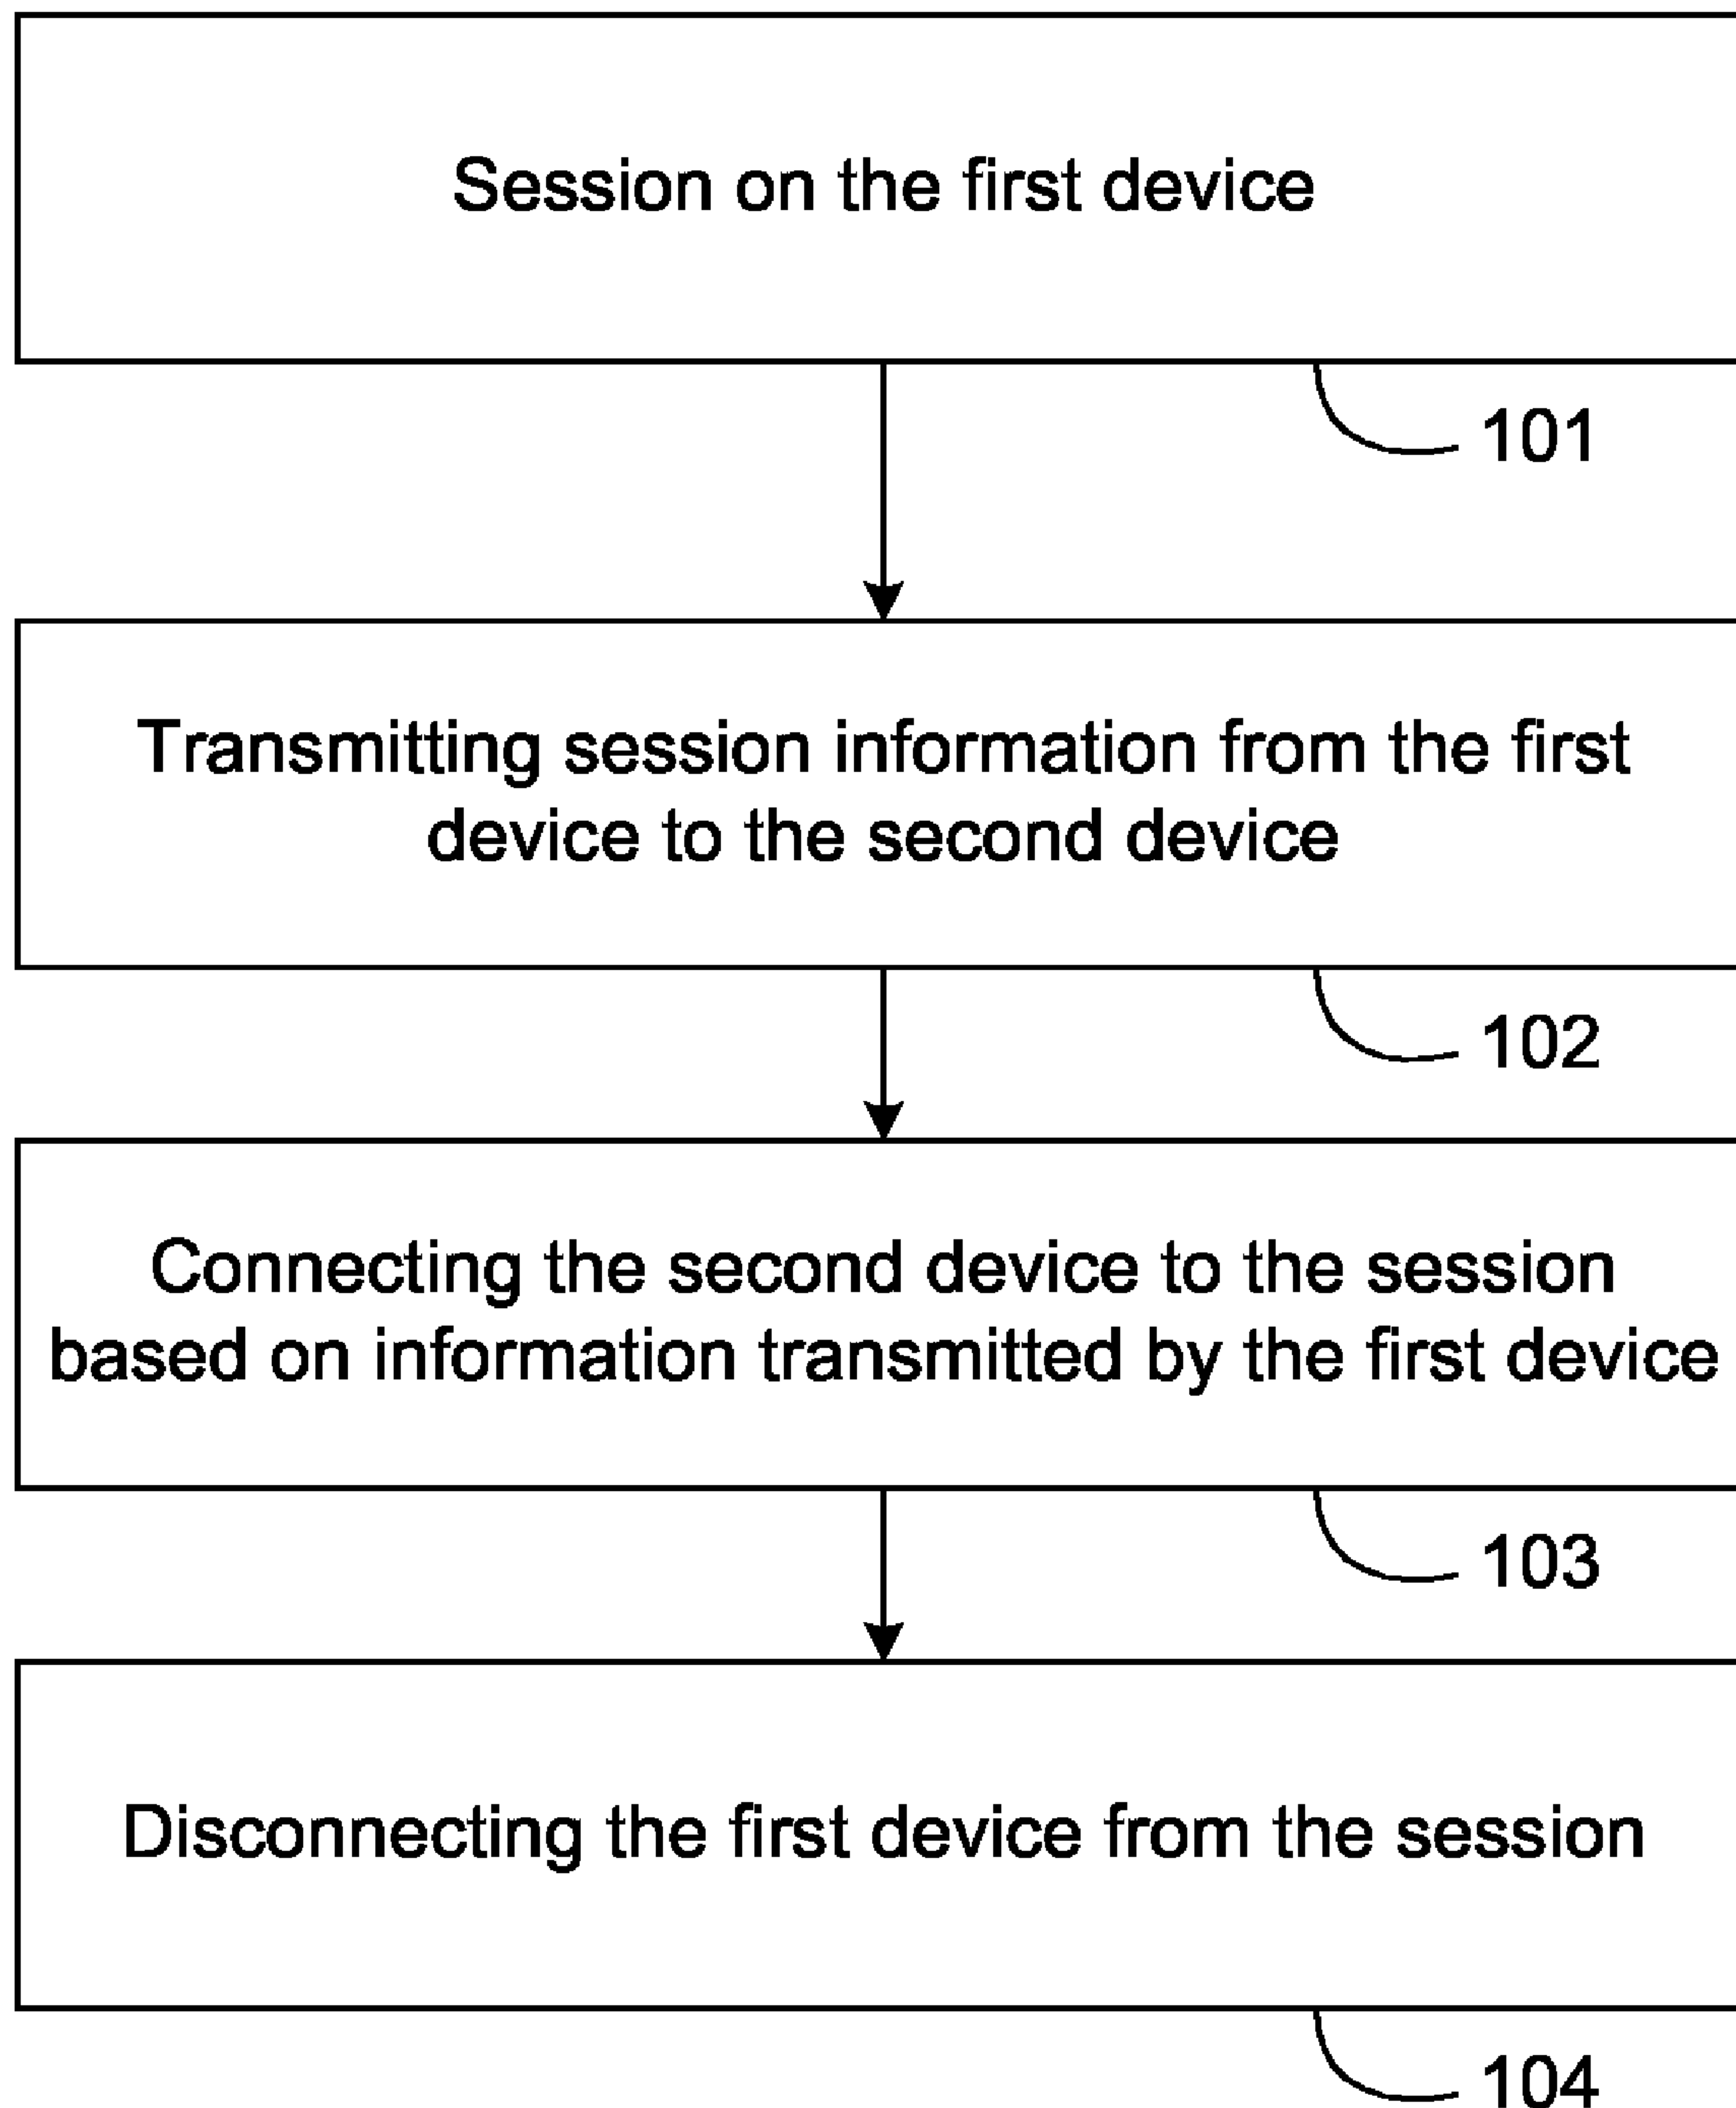 Session on the first device
101
Transmitting session information from the first
device to the second device
102
Connecting the second device to the session
based on information transmitted by the first device
103
Disconnecting the first device from the session
104